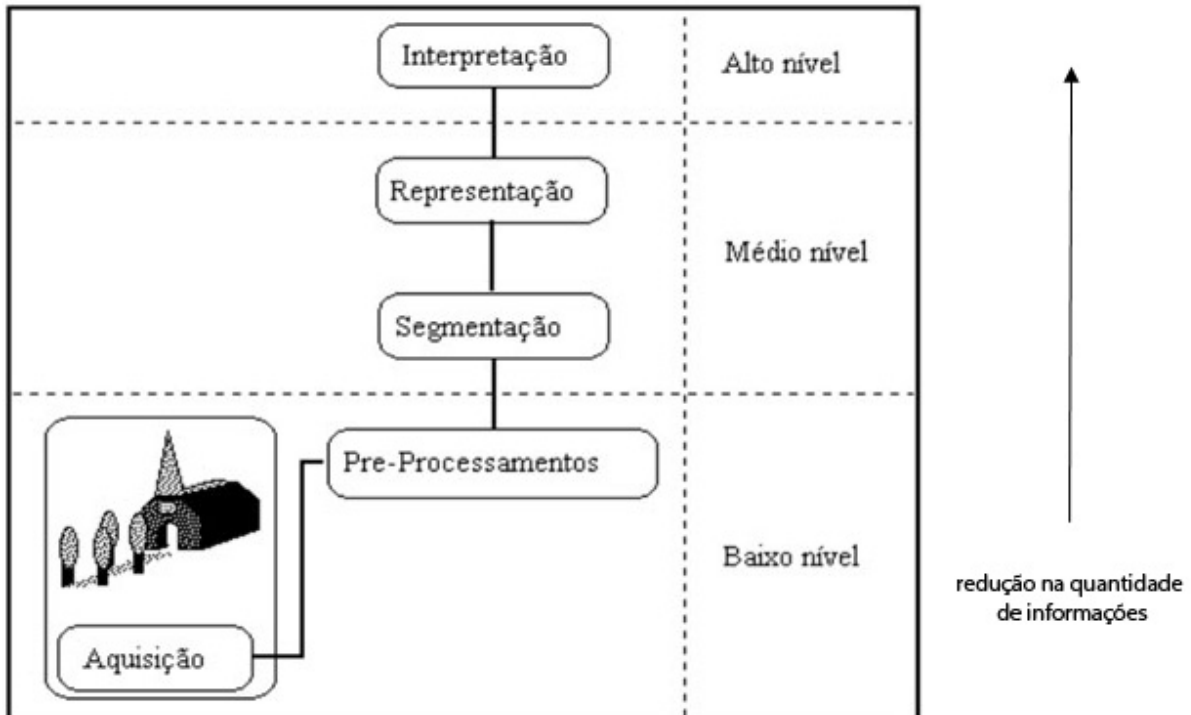 Interpretação
Alto nível
Representação
Médio nível
Segmentação
Pre-Processamentos
Baixo nível
Aquisição
redução na quantidade
de informações